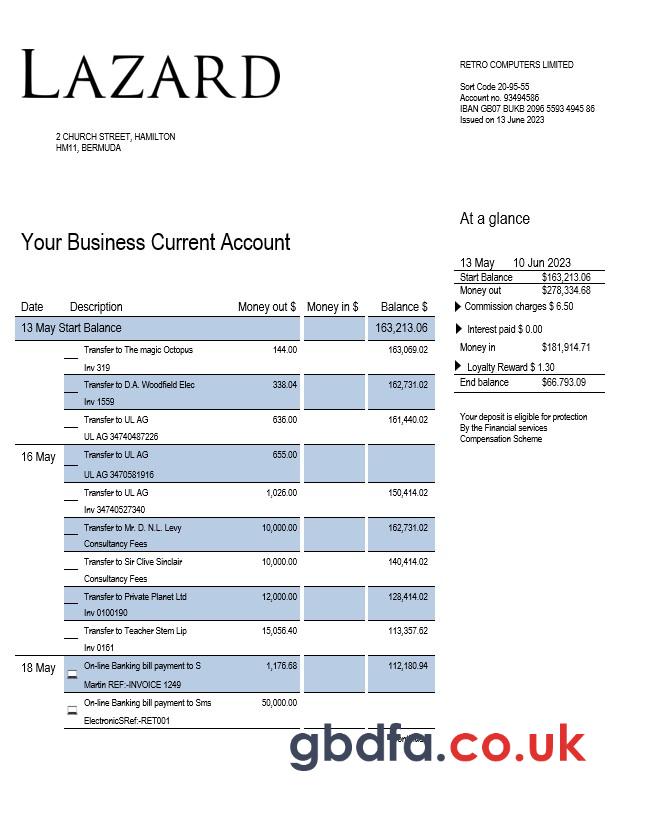 LAZARD
RETRO COMPUTERS LIMITED
Sort Code 20-95-55
Account no. 93494586
IBAN GB07 BUKB 2096 5593 4945 86
Issued on 13 June 2023
2 CHURCH STREET, HAMILTON
HM11, BERMUDA
At a glance
Your Business Current Account
13 May 10 Jun 2023
Start Balance $163,213.06
Money out $278,334.68
Commission charges $ 6.50
Interest paid $ 0.00
Money in $181,914.71
Loyalty Reward $ 1.30
End balance $66.793.09
Your deposit is eligible for protection
By the Financial services
Compensation Scheme
Date Description Money out $ Money in $ Balance $
13 May Start Balance 163,213.06
Transfer to The magic Octopus 144.00 163,069.02
Inv 319
Transfer to D.A. Woodfield Elec 338.04 162,731.02
Inv 1559
Transfer to UL AG 636.00 161,440.02
UL AG 34740487226
16 May Transfer to UL AG 655.00
UL AG 3470581916
Transfer to UL AG 1,026.00 150,414.02
Inv 34740527340
Transfer to Mr. D. N.L. Levy 10,000.00 162,731.02
Consultancy Fees
Transfer to Sir Clive Sinclair 10,000.00 140,414.02
Consultancy Fees
Transfer to Private Planet Ltd 12,000.00 128,414.02
Inv 0100190
Transfer to Teacher Stem Lip 15,056.40 113,357.62
Inv 0161
18 May On-line Banking bill payment to S 1,176.68 112,180.94
Martin REF:-INVOICE 1249
On-line Banking bill payment to Sms 50,000.00
ElectronicSRef:-RET001
gbdfa.co.uk